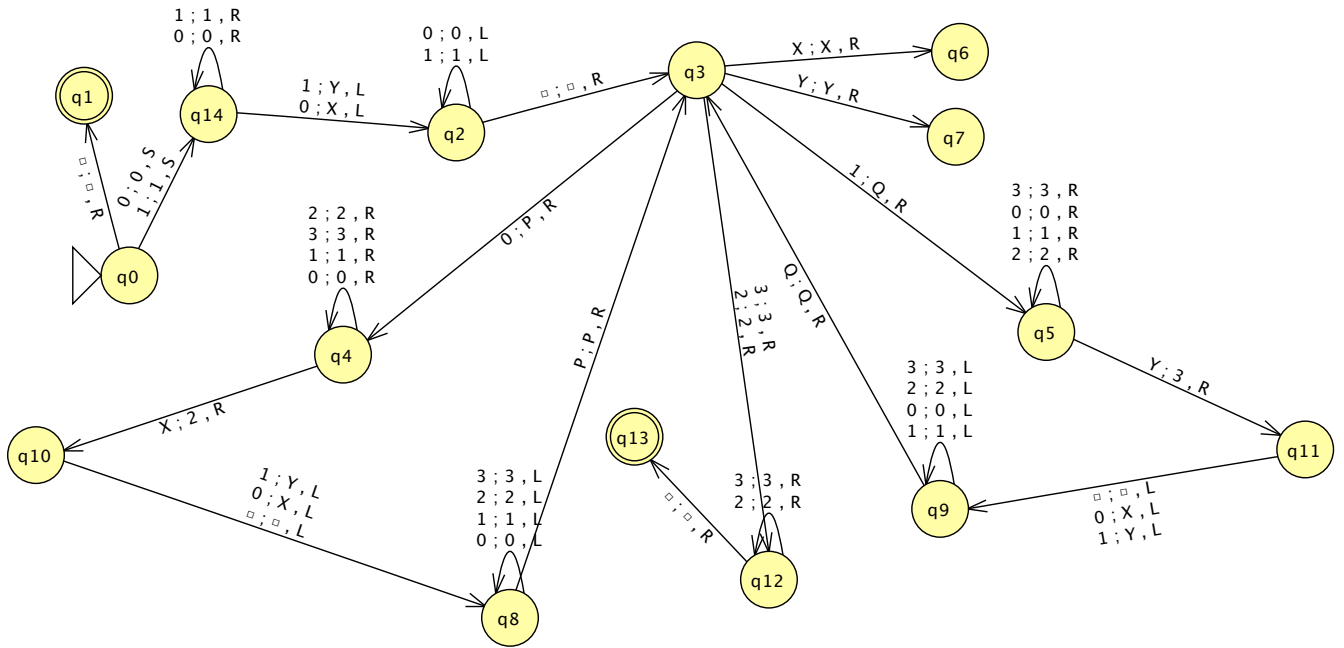 1 ; 1 , R
0 ; 0 , R
q14
q1
□ ; □ , R
0 ; 0 , S
1 ; 1 , S
q0
1 ; Y , L
0 ; X , L
0 ; 0 , L
1 ; 1 , L
q2
□ ; □ , R
q3
X ; X , R
q6
Y ; Y , R
q7
1 ; Q , R
0 ; P , R
3 ; 3 , R
0 ; 0 , R
1 ; 1 , R
2 ; 2 , R
q5
2 ; 2 , R
3 ; 3 , R
1 ; 1 , R
0 ; 0 , R
q4
P ; P , R
3 ; 3 , R
2 ; 2 , R
Q ; Q , R
Y ; 3 , R
X ; 2 , R
q10
q11
q13
3 ; 3 , L
2 ; 2 , L
0 ; 0 , L
1 ; 1 , L
q9
□ ; □ , L
0 ; X , L
1 ; Y , L
1 ; Y , L
0 ; X , L
□ ; □ , L
3 ; 3 , L
2 ; 2 , L
1 ; 1 , L
0 ; 0 , L
q8
□ ; □ , R
3 ; 3 , R
2 ; 2 , R
q12